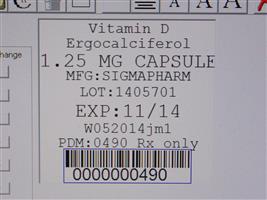 A A A
change
Vitamin D
Ergocalciferol
1.25 MG CAPSULE
MFG:SIGMAPHARM
LOT:1405701
EXP:11/14
W052014jm1
PDM:0490 Rx only
0000000490